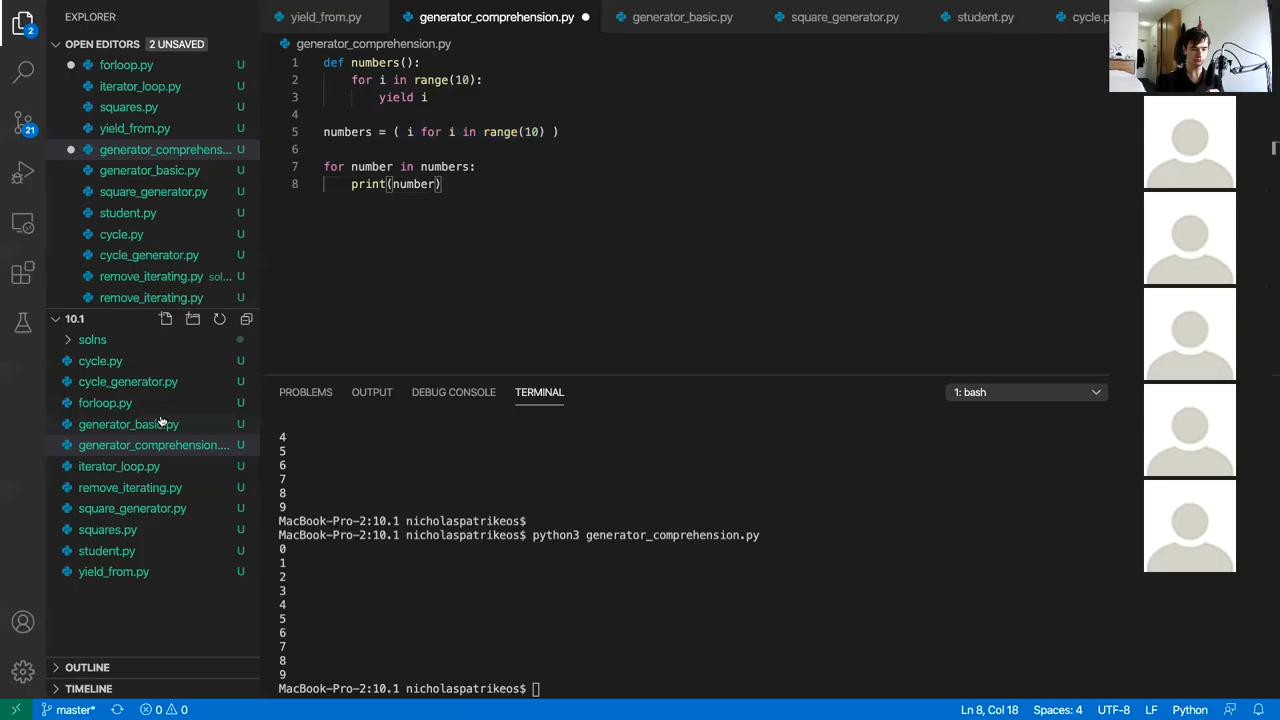 EXPLORER
OPEN EDITORS 2 UNSAVED
forloop.py U
iterator_loop.py U
squares.py U
yield_from.py U
generator_comprehens... U
generator_basic.py U
square_generator.py U
student.py U
cycle.py U
cycle_generator.py U
remove_iterating.py sol... U
remove_iterating.py U
10.1
solns
cycle.py U
cycle_generator.py U
forloop.py U
generator_basic.py U
generator_comprehension.... U
iterator_loop.py U
remove_iterating.py U
square_generator.py U
squares.py U
student.py U
yield_from.py U
OUTLINE
TIMELINE
2
21
yield_from.py generator_comprehension.py generator_basic.py square_generator.py student.py cycle.p
generator_comprehension.py
1 def numbers():
2 for i in range(10):
3 yield i
4
5 numbers = ( i for i in range(10) )
6
7 for number in numbers:
8 print(number)
PROBLEMS OUTPUT DEBUG CONSOLE TERMINAL 1: bash
4
5
6
7
8
9
MacBook-Pro-2:10.1 nicholaspatrikeos$
MacBook-Pro-2:10.1 nicholaspatrikeos$ python3 generator_comprehension.py
0
1
2
3
4
5
6
7
8
9
MacBook-Pro-2:10.1 nicholaspatrikeos$
master* 0 0 Ln 8, Col 18 Spaces: 4 UTF-8 LF Python